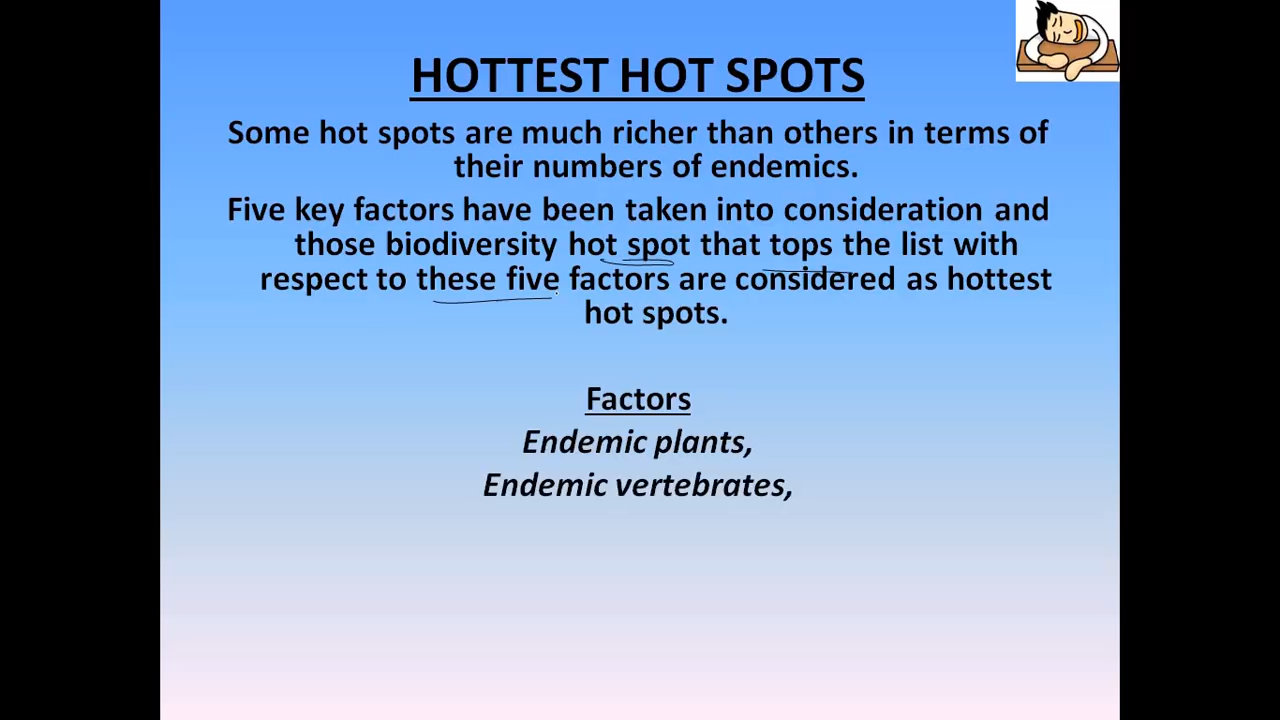 HOTTEST HOT SPOTS
Some hot spots are much richer than others in terms of
their numbers of endemics.
Five key factors have been taken into consideration and
those biodiversity hot spot that tops the list with
respect to these five factors are considered as hottest
hot spots.
Factors
Endemic plants,
Endemic vertebrates,